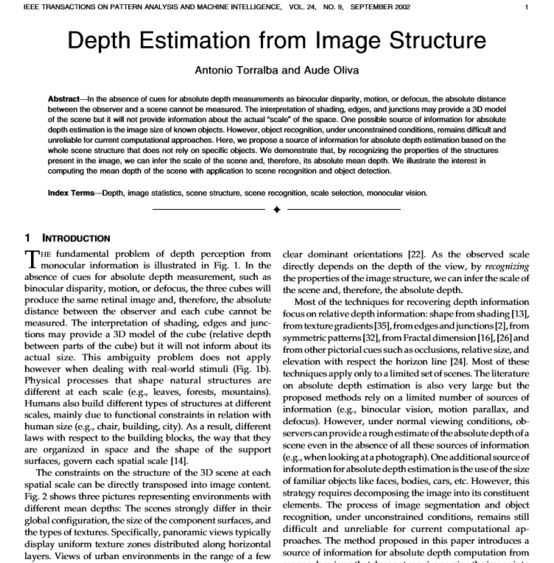 IEEE TRANSACTIONS ON PATTERN ANALYSIS AND MACHINE INTELLIGENCE, VOL. 24, NO. 9, SEPTEMBER 2002 1
Depth Estimation from Image Structure
Antonio Torralba and Aude Oliva
Abstract—In the absence of cues for absolute depth measurements as binocular disparity, motion, or defocus, the absolute distance
between the observer and a scene cannot be measured. The interpretation of shading, edges, and junctions may provide a 3D model
of the scene but it will not provide information about the actual "scale" of the space. One possible source of information for absolute
depth estimation is the image size of known objects. However, object recognition, under unconstrained conditions, remains difficult and
unreliable for current computational approaches. Here, we propose a source of information for absolute depth estimation based on the
whole scene structure that does not rely on specific objects. We demonstrate that, by recognizing the properties of the structures
present in the image, we can infer the scale of the scene and, therefore, its absolute mean depth. We illustrate the interest in
computing the mean depth of the scene with application to scene recognition and object detection.
Index Terms—Depth, image statistics, scene structure, scene recognition, scale selection, monocular vision.
1 INTRODUCTION
THE fundamental problem of depth perception from
monocular information is illustrated in Fig. 1. In the
absence of cues for absolute depth measurement, such as
binocular disparity, motion, or defocus, the three cubes will
produce the same retinal image and, therefore, the absolute
distance between the observer and each cube cannot be
measured. The interpretation of shading, edges, and junc-
tions may provide a 3D model of the cube (relative depth
between parts of the cube) but it will not inform about its
actual size. This ambiguity problem does not apply
however when dealing with real-world stimuli (Fig. 1b).
Physical processes that shape natural structures are
different at each scale (e.g., leaves, forests, mountains).
Humans also build different types of structures at different
scales, mainly due to functional constraints in relation with
human size (e.g., chair, building, city). As a result, different
laws with respect to the building blocks, the way that they
are organized in space and the shape of the support
surfaces, govern each spatial scale [14].
The constraints on the structure of the 3D scene at each
spatial scale can be directly transposed into image content.
Fig. 2 shows three pictures representing environments with
different mean depths: The scenes strongly differ in their
global configuration, the size of the component surfaces, and
the types of textures. Specifically, panoramic views typically
display uniform texture zones distributed along horizontal
layers. Views of urban environments in the range of a few
clear dominant orientations [22]. As the observed scale
directly depends on the depth of the view, by recognizing
the properties of the image structure, we can infer the scale of
the scene and, therefore, the absolute depth.
Most of the techniques for recovering depth information
focus on relative depth information: shape from shading [13],
from texture gradients [35], from edges and junctions [2], from
symmetric patterns [32], from Fractal dimension [16], [26] and
from other pictorial cues such as occlusions, relative size, and
elevation with respect the horizon line [24]. Most of these
techniques apply only to a limited set of scenes. The literature
on absolute depth estimation is also very large but the
proposed methods rely on a limited number of sources of
information (e.g., binocular vision, motion parallax, and
defocus). However, under normal viewing conditions, ob-
servers can provide a rough estimate of the absolute depth of a
scene even in the absence of all these sources of information
(e.g., when looking at a photograph). One additional source of
information for absolute depth estimation is the use of the size
of familiar objects like faces, bodies, cars, etc. However, this
strategy requires decomposing the image into its constituent
elements. The process of image segmentation and object
recognition, under unconstrained conditions, remains still
difficult and unreliable for current computational ap-
proaches. The method proposed in this paper introduces a
source of information for absolute depth computation from